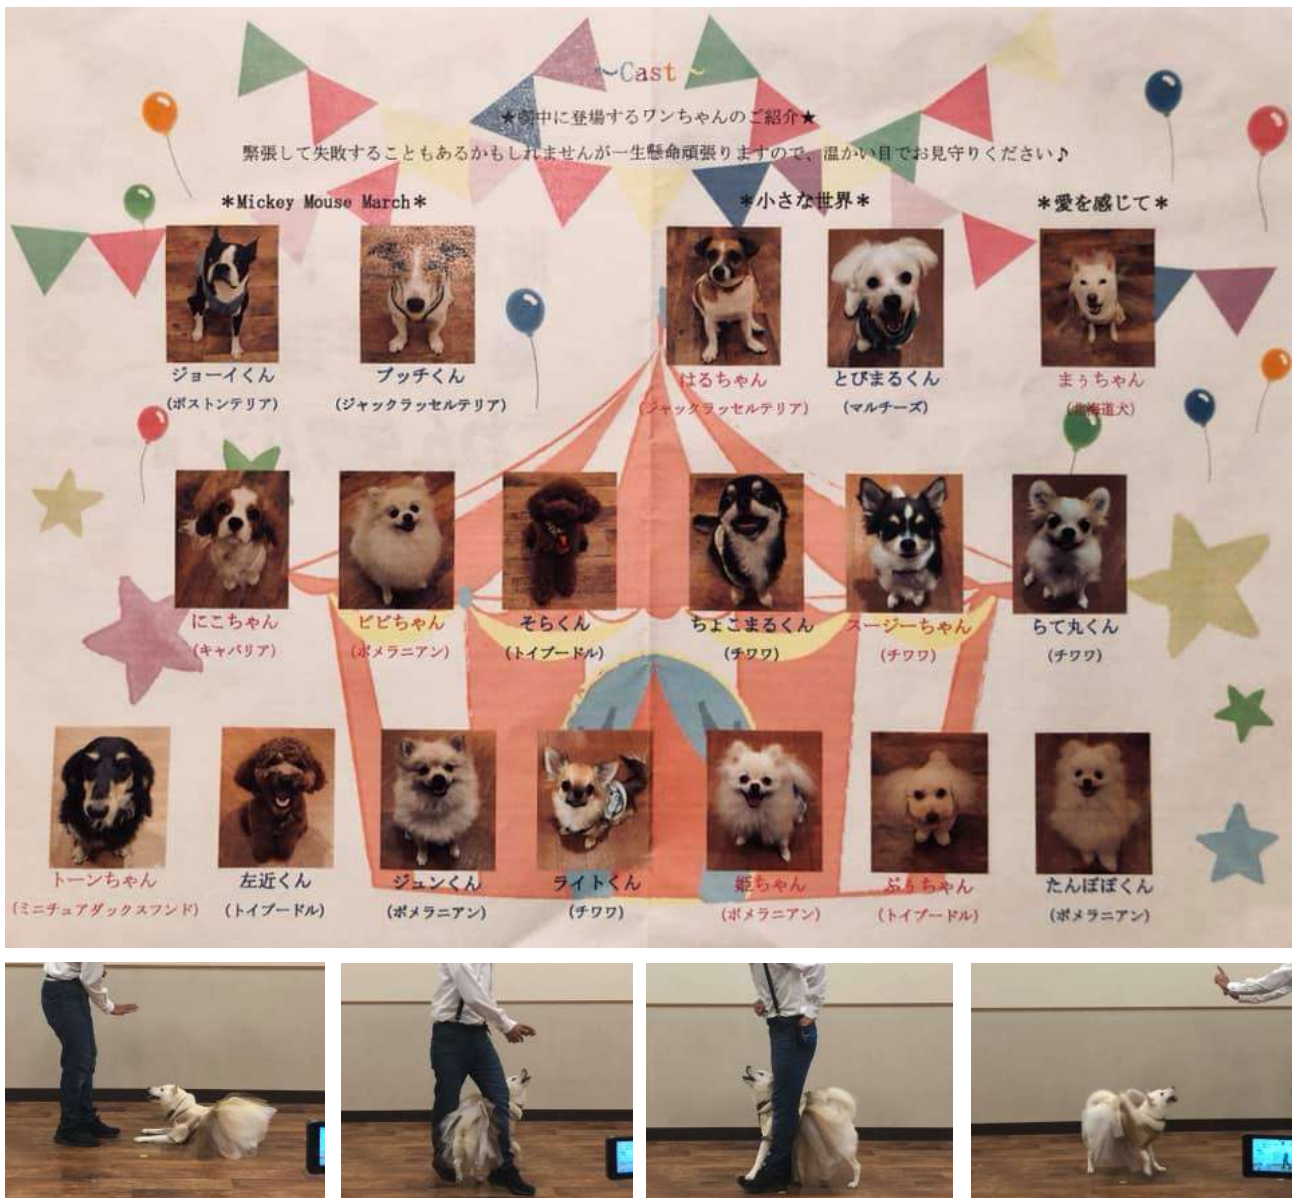 ~Cast~
★劇中に登場するワンちゃんのご紹介★
緊張して失敗することもあるかもしれませんが一生懸命頑張りますので、温かい目でお見守りください♪
*Mickey Mouse March* *小さな世界* *愛を感じて*
ジョーイくん ブッチくん はるちゃん とびまるくん まぅちゃん
(ボストンテリア) (ジャックラッセルテリア) (ジャックラッセルテリア) (マルチーズ) (北海道犬)
にこちゃん ピピちゃん そらくん ちょこまるくん スージーちゃん らて丸くん
(キャバリア) (ポメラニアン) (トイプードル) (チワワ) (チワワ) (チワワ)
トーンちゃん 左近くん ジュンくん ライトくん 姫ちゃん ぷぅちゃん たんぽぽくん
(ミニチュアダックスフンド) (トイプードル) (ポメラニアン) (チワワ) (ポメラニアン) (トイプードル) (ポメラニアン)